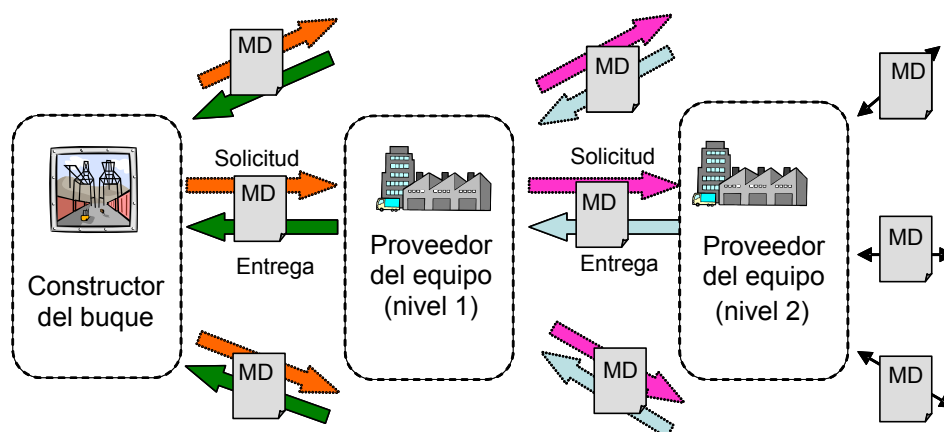 MD
MD
MD
Solicitud
MD
Entrega
Solicitud
MD
Entrega
MD
Constructor
del buque
Proveedor
del equipo
(nivel 1)
Proveedor
del equipo
(nivel 2)
MD
MD
MD